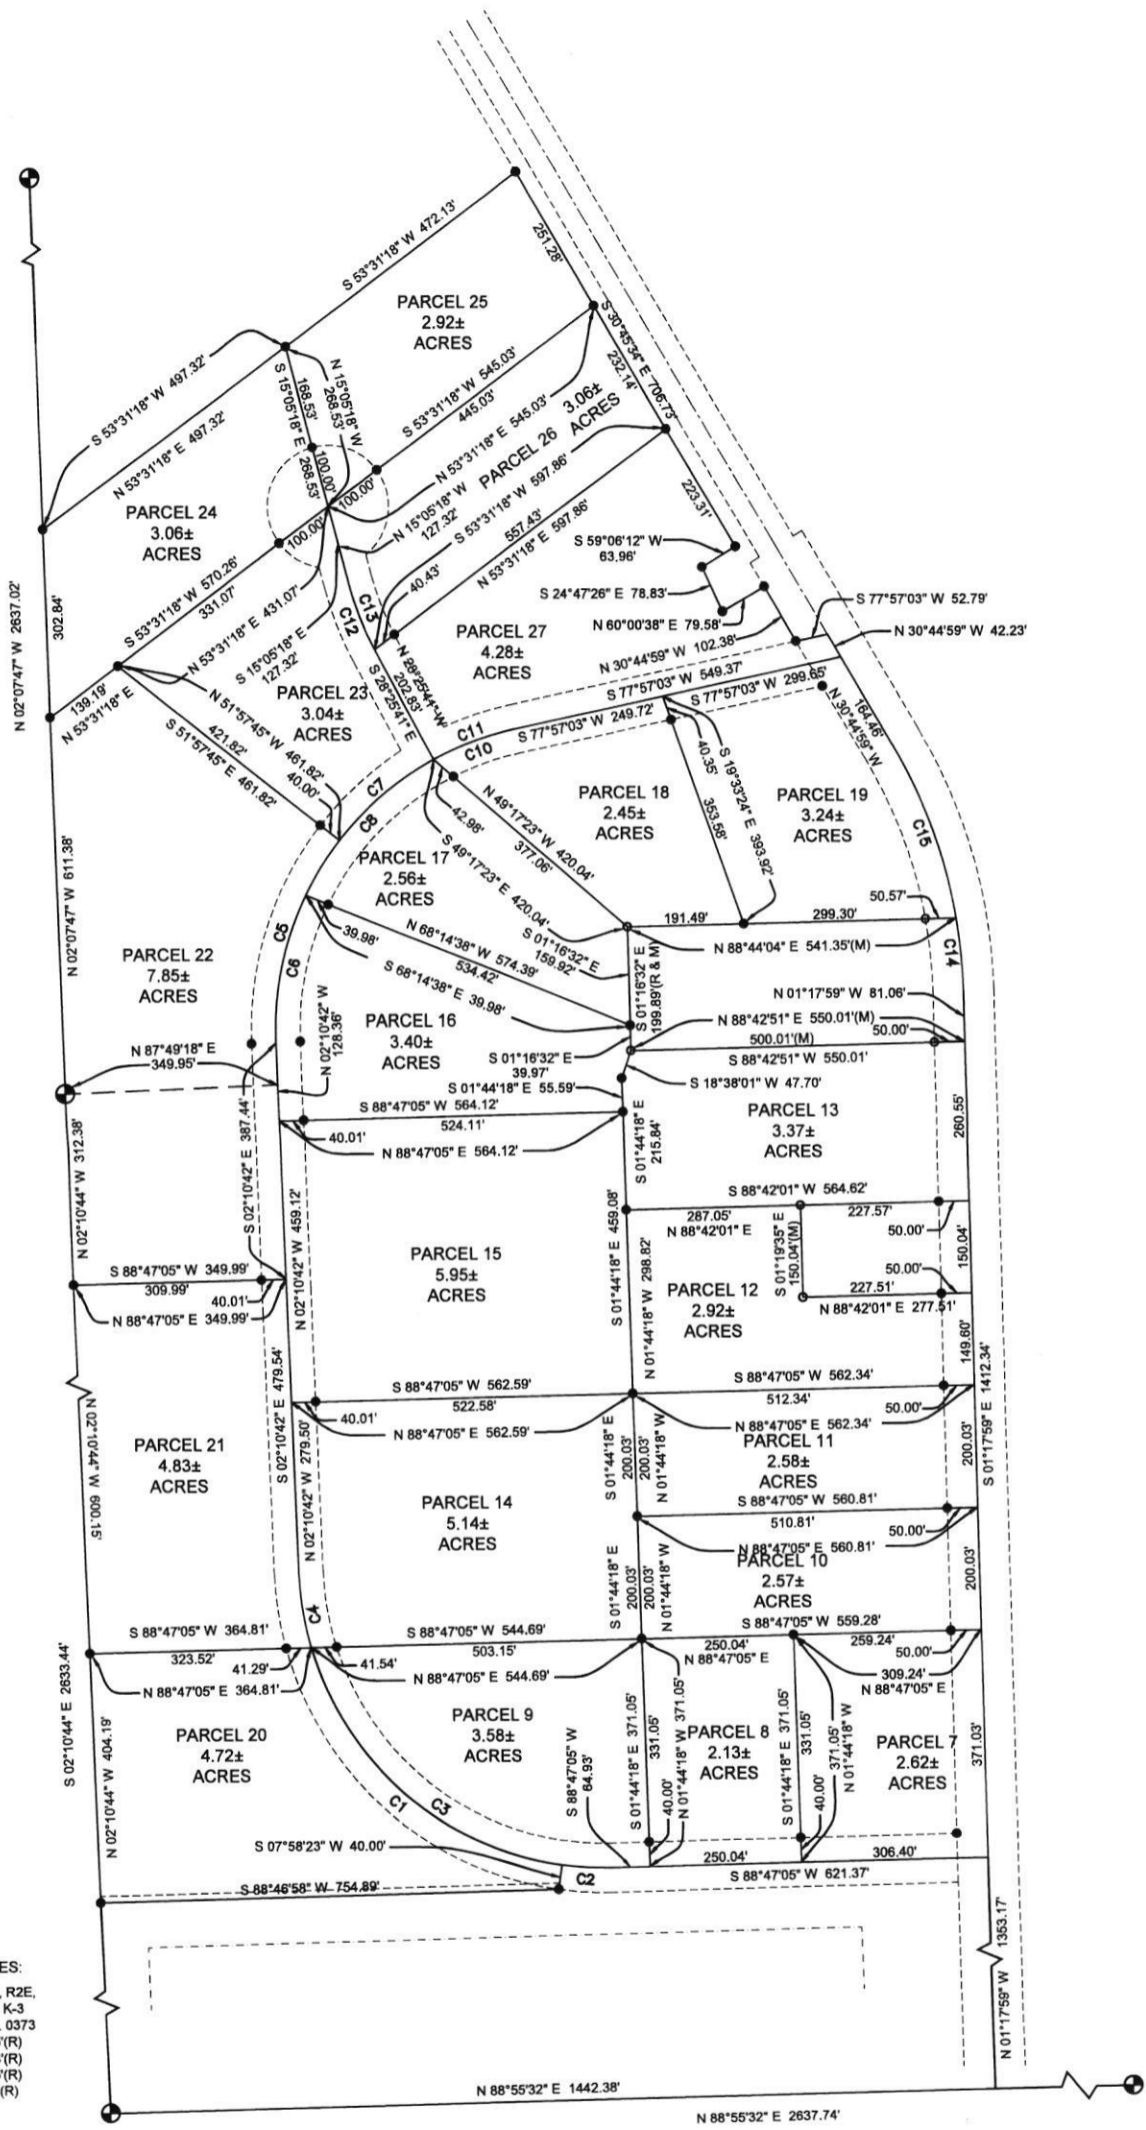 S 53°31'18" W 472.13'
251.28'
PARCEL 25
2.92±
ACRES
S 53°31'18" W 497.32'
N 53°31'18" E 497.32'
N 15°05'18" W
268.53'
168.53'
S 15°05'18" E 268.53'
100.00'
S 53°31'18" W 545.03'
445.03'
100.00'
N 53°31'18" E 545.03'
S 30°45'34" E 706.73'
232.14'
PARCEL 26
3.06±
ACRES
PARCEL 24
3.06±
ACRES
100.00'
N 15°05'18" W
127.32'
S 53°31'18" W 597.86'
557.43'
N 53°31'18" E 597.86'
40.43'
223.31'
S 59°06'12" W
63.96'
S 24°47'26" E 78.83'
N 60°00'38" E 79.58'
S 77°57'03" W 52.79'
N 30°44'59" W 42.23'
N 02°07'47" W 2637.02'
302.84'
S 53°31'18" W 570.26'
331.07'
N 53°31'18" E 431.07'
S 15°05'18" E
127.32'
C12
C13
PARCEL 27
4.28±
ACRES
N 30°44'59" W 102.38'
S 77°57'03" W 549.37'
S 77°57'03" W 299.65'
N 30°44'59" W
164.46'
139.19'
N 53°31'18" E
PARCEL 23
3.04±
ACRES
N 28°25'41" W
202.83'
S 28°25'41" E
N 51°57'45" W 461.82'
421.82'
S 51°57'45" E 461.82'
40.00'
C11
C10
S 77°57'03" W 249.72'
C7
C8
40.35'
S 19°33'24" E 393.92'
353.58'
PARCEL 18
2.45±
ACRES
PARCEL 19
3.24±
ACRES
C15
N 02°07'47" W 611.38'
42.98'
N 49°17'23" W 420.04'
377.06'
S 49°17'23" E 420.04'
PARCEL 17
2.56±
ACRES
50.57'
191.49'
299.30'
N 88°44'04" E 541.35'(M)
C14
C5
C6
39.98'
N 68°14'38" W 574.39'
534.42'
S 68°14'38" E 39.98'
S 01°16'32" E
159.92'
S 01°16'32" E
199.89'(R & M)
N 01°17'59" W 81.06'
N 88°42'51" E 550.01'(M)
500.01'(M)
50.00'
S 88°42'51" W 550.01'
PARCEL 22
7.85±
ACRES
PARCEL 16
3.40±
ACRES
N 87°49'18" E
349.95'
N 02°10'42" W
128.36'
S 01°16'32" E
39.97'
S 01°44'18" E 55.59'
S 18°38'01" W 47.70'
PARCEL 13
3.37±
ACRES
260.55'
S 88°47'05" W 564.12'
524.11'
40.01'
N 88°47'05" E 564.12'
S 01°44'18" E
215.84'
N 02°10'44" W 312.38'
S 02°10'42" E 387.44'
N 02°10'42" W 459.12'
S 88°42'01" W 564.62'
287.05'
N 88°42'01" E
227.57'
50.00'
S 01°19'35" E
150.04'(M)
150.04'
S 01°44'18" E 459.08'
N 01°44'18" W 298.82'
PARCEL 15
5.95±
ACRES
PARCEL 12
2.92±
ACRES
50.00'
227.51'
N 88°42'01" E 277.51'
S 88°47'05" W 349.99'
309.99'
40.01'
N 88°47'05" E 349.99'
149.60'
S 01°17'59" E 1412.34'
S 88°47'05" W 562.59'
522.58'
40.01'
N 88°47'05" E 562.59'
S 88°47'05" W 562.34'
512.34'
50.00'
N 88°47'05" E 562.34'
S 02°10'42" E 479.54'
N 02°10'42" W 279.50'
N 02°10'44" W 600.15'
PARCEL 21
4.83±
ACRES
PARCEL 14
5.14±
ACRES
S 01°44'18" E
200.03'
200.03'
N 01°44'18" W
PARCEL 11
2.58±
ACRES
200.03'
S 88°47'05" W 560.81'
510.81'
50.00'
N 88°47'05" E 560.81'
S 01°44'18" E
200.03'
200.03'
N 01°44'18" W
PARCEL 10
2.57±
ACRES
200.03'
C4
S 88°47'05" W 364.81'
323.52'
41.29'
N 88°47'05" E 364.81'
S 88°47'05" W 544.69'
503.15'
41.54'
N 88°47'05" E 544.69'
S 88°47'05" W 559.28'
250.04'
N 88°47'05" E
259.24'
50.00'
309.24'
N 88°47'05" E
S 02°10'44" E 2633.44'
N 02°10'44" W 404.19'
PARCEL 20
4.72±
ACRES
PARCEL 9
3.58±
ACRES
PARCEL 8
2.13±
ACRES
PARCEL 7
2.62±
ACRES
S 88°47'05" W
64.93'
S 01°44'18" E 371.05'
331.05'
40.00'
N 01°44'18" W 371.05'
S 01°44'18" E 371.05'
331.05'
40.00'
371.05'
N 01°44'18" W
371.03'
C1
C3
S 07°58'23" W 40.00'
C2
250.04'
306.40'
S 88°47'05" W 621.37'
S 88°46'58" W 754.89'
N 01°17'59" W 1353.17'
ES:
, R2E,
K-3
, 0373
'(R)
'(R)
'(R)
(R)
N 88°55'32" E 1442.38'
N 88°55'32" E 2637.74'